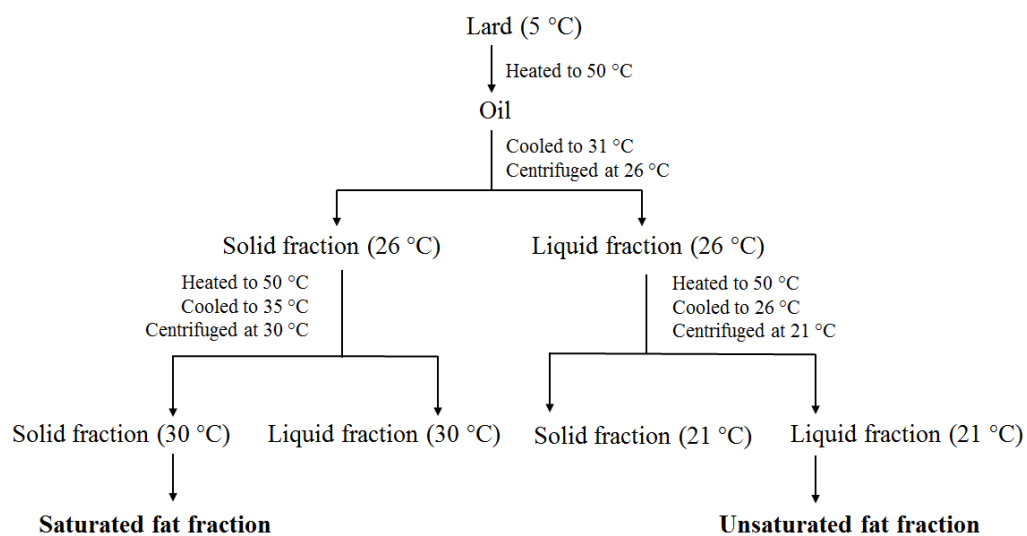 Lard (5 °C)
Heated to 50 °C
Oil
Cooled to 31 °C
Centrifuged at 26 °C
Solid fraction (26 °C)
Liquid fraction (26 °C)
Heated to 50 °C
Cooled to 35 °C
Centrifuged at 30 °C
Heated to 50 °C
Cooled to 26 °C
Centrifuged at 21 °C
Solid fraction (30 °C)
Liquid fraction (30 °C)
Solid fraction (21 °C)
Liquid fraction (21 °C)
Saturated fat fraction
Unsaturated fat fraction